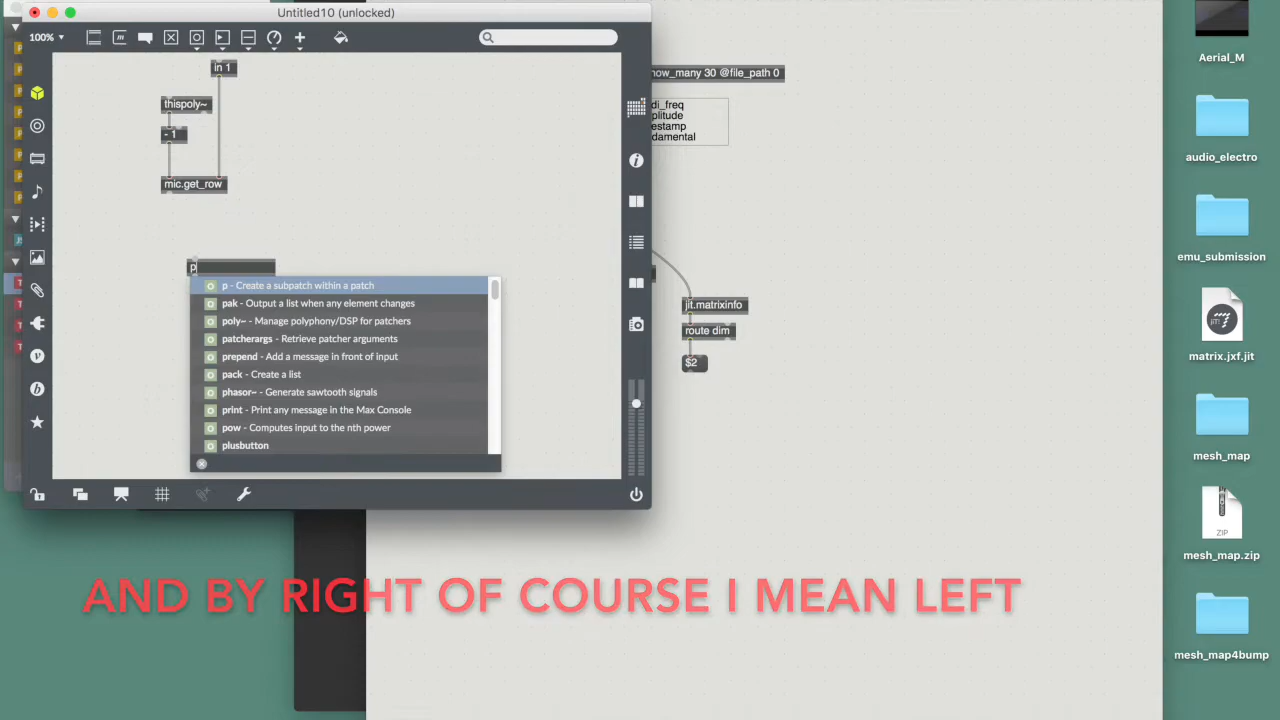 Untitled10 (unlocked)
100%
in 1
thispoly~
- 1
mic.get_row
p
p - Create a subpatch within a patch
pak - Output a list when any element changes
poly~ - Manage polyphony/DSP for patchers
patcherargs - Retrieve patcher arguments
prepend - Add a message in front of input
pack - Create a list
phasor~ - Generate sawtooth signals
print - Print any message in the Max Console
pow - Computes input to the nth power
plusbutton
now_many 30 @file_path 0
di_freq
plitude
estamp
damental
jit.matrixinfo
route dim
$2
Aerial_M
audio_electro
emu_submission
matrix.jxf.jit
mesh_map
ZIP
mesh_map.zip
mesh_map4bump
AND BY RIGHT OF COURSE I MEAN LEFT